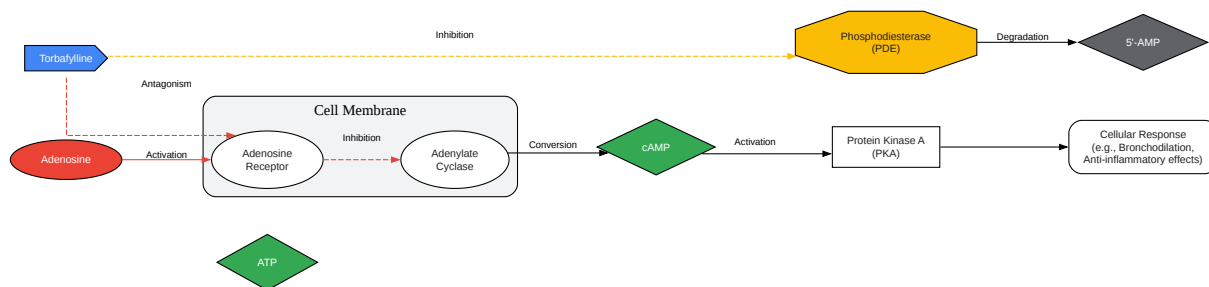 Inhibition
Phosphodiesterase
(PDE)
Degradation
5'-AMP
Torbafylline
Antagonism
Cell Membrane
Adenosine
Activation
Adenosine
Receptor
Inhibition
Adenylate
Cyclase
Conversion
cAMP
Activation
Protein Kinase A
(PKA)
Cellular Response
(e.g., Bronchodilation,
Anti-inflammatory effects)
ATP